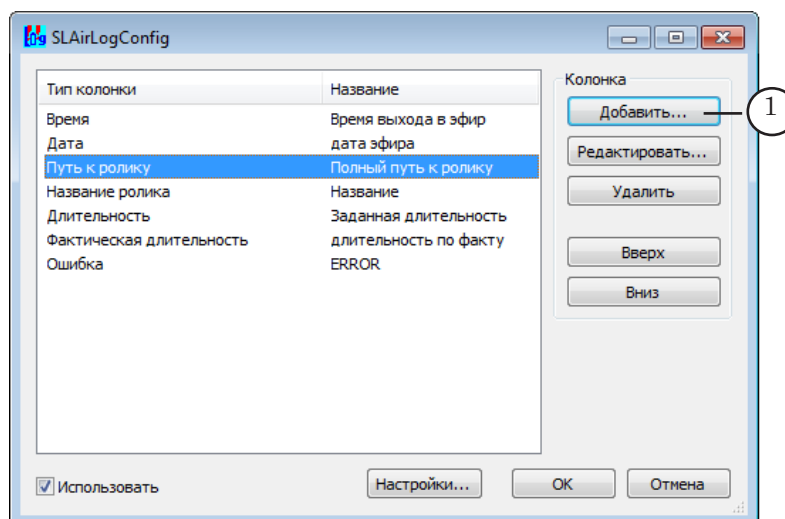 SLAirLogConfig
Тип колонки Название
Время Время выхода в эфир
Дата дата эфира
Путь к ролику Полный путь к ролику
Название ролика Название
Длительность Заданная длительность
Фактическая длительность длительность по факту
Ошибка ERROR
Колонка
Добавить... 1
Редактировать...
Удалить
Вверх
Вниз
Использовать Настройки... OK Отмена